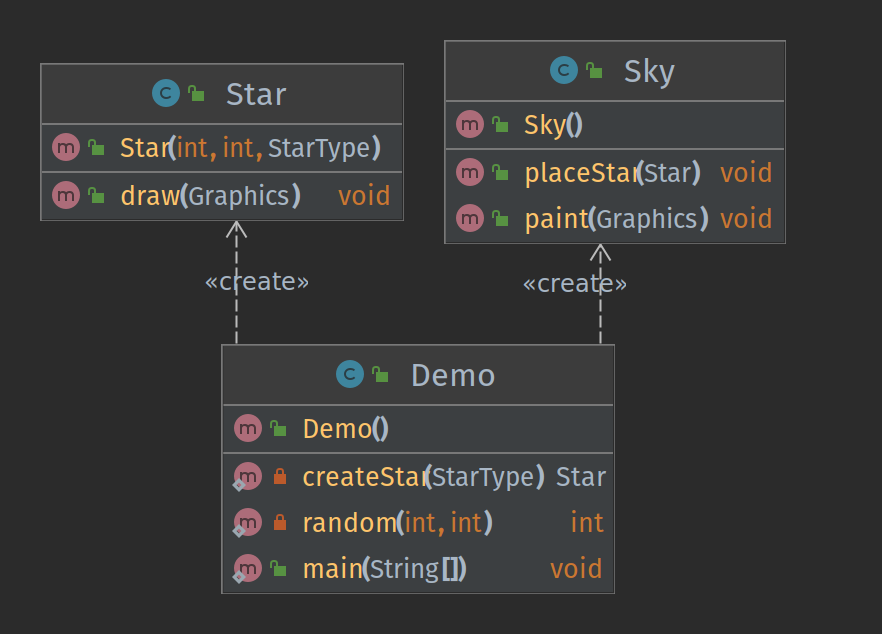 Star
Star(int, int, StarType)
draw(Graphics) void
Sky
Sky()
placeStar(Star) void
paint(Graphics) void
«create»
«create»
Demo
Demo()
createStar(StarType) Star
random(int, int) int
main(String[]) void